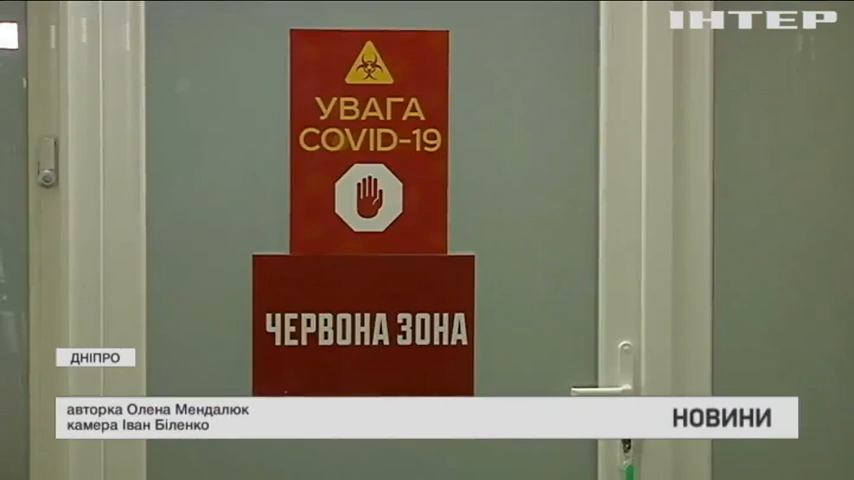 ІНТЕР
УВАГА
COVID-19
ЧЕРВОНА ЗОНА
ДНІПРО
авторка Олена Мендалюк
камера Іван Біленко
НОВИНИ